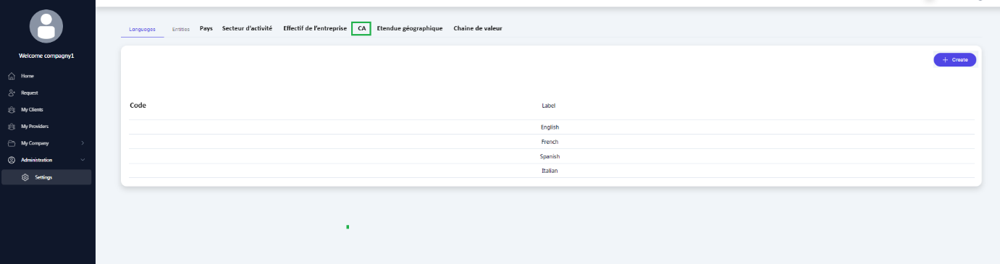 Welcome compagny1
Home
Request
My Clients
My Providers
My Company
Administration
Settings
Languages Entities Pays Secteur d'activité Effectif de l'entreprise CA Etendue géographique Chaine de valeur
+ Create
Code Label
English
French
Spanish
Italian